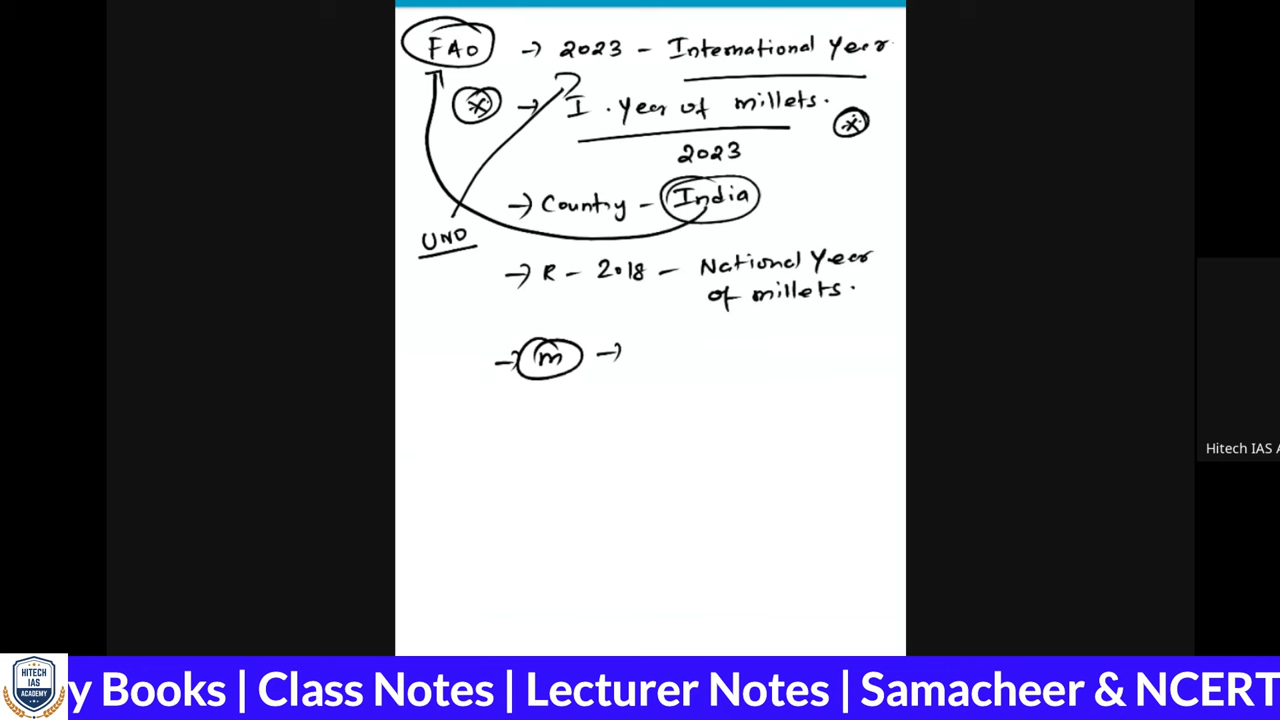 FAO → 2023 - International Year
→ I. Year of millets.
2023
→ Country - India
UNO
→ R - 2018 - National Year
of millets.
→ m →
Hitech IAS A
HITECH
IAS
ACADEMY
y Books | Class Notes | Lecturer Notes | Samacheer & NCERT